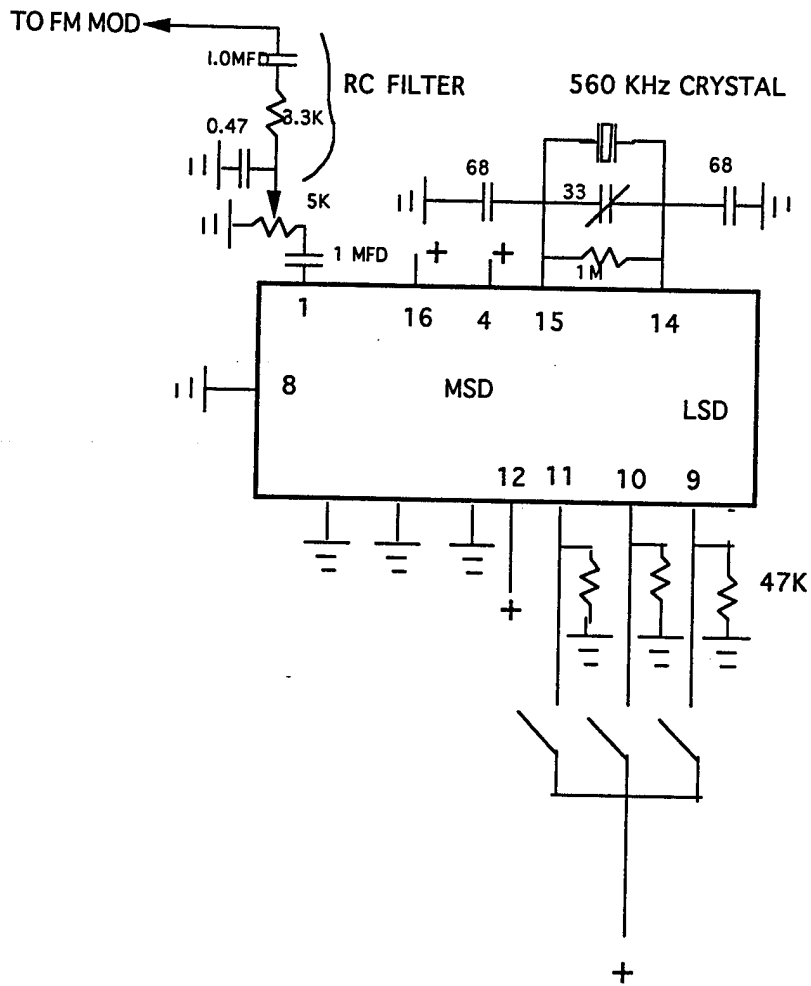 TO FM MOD
1.0MFD
RC FILTER
560 KHz CRYSTAL
3.3K
0.47
68
33
68
5K
1 MFD
+
+
1M
1
16
4
15
14
8
MSD
LSD
12
11
10
9
47K
+
+